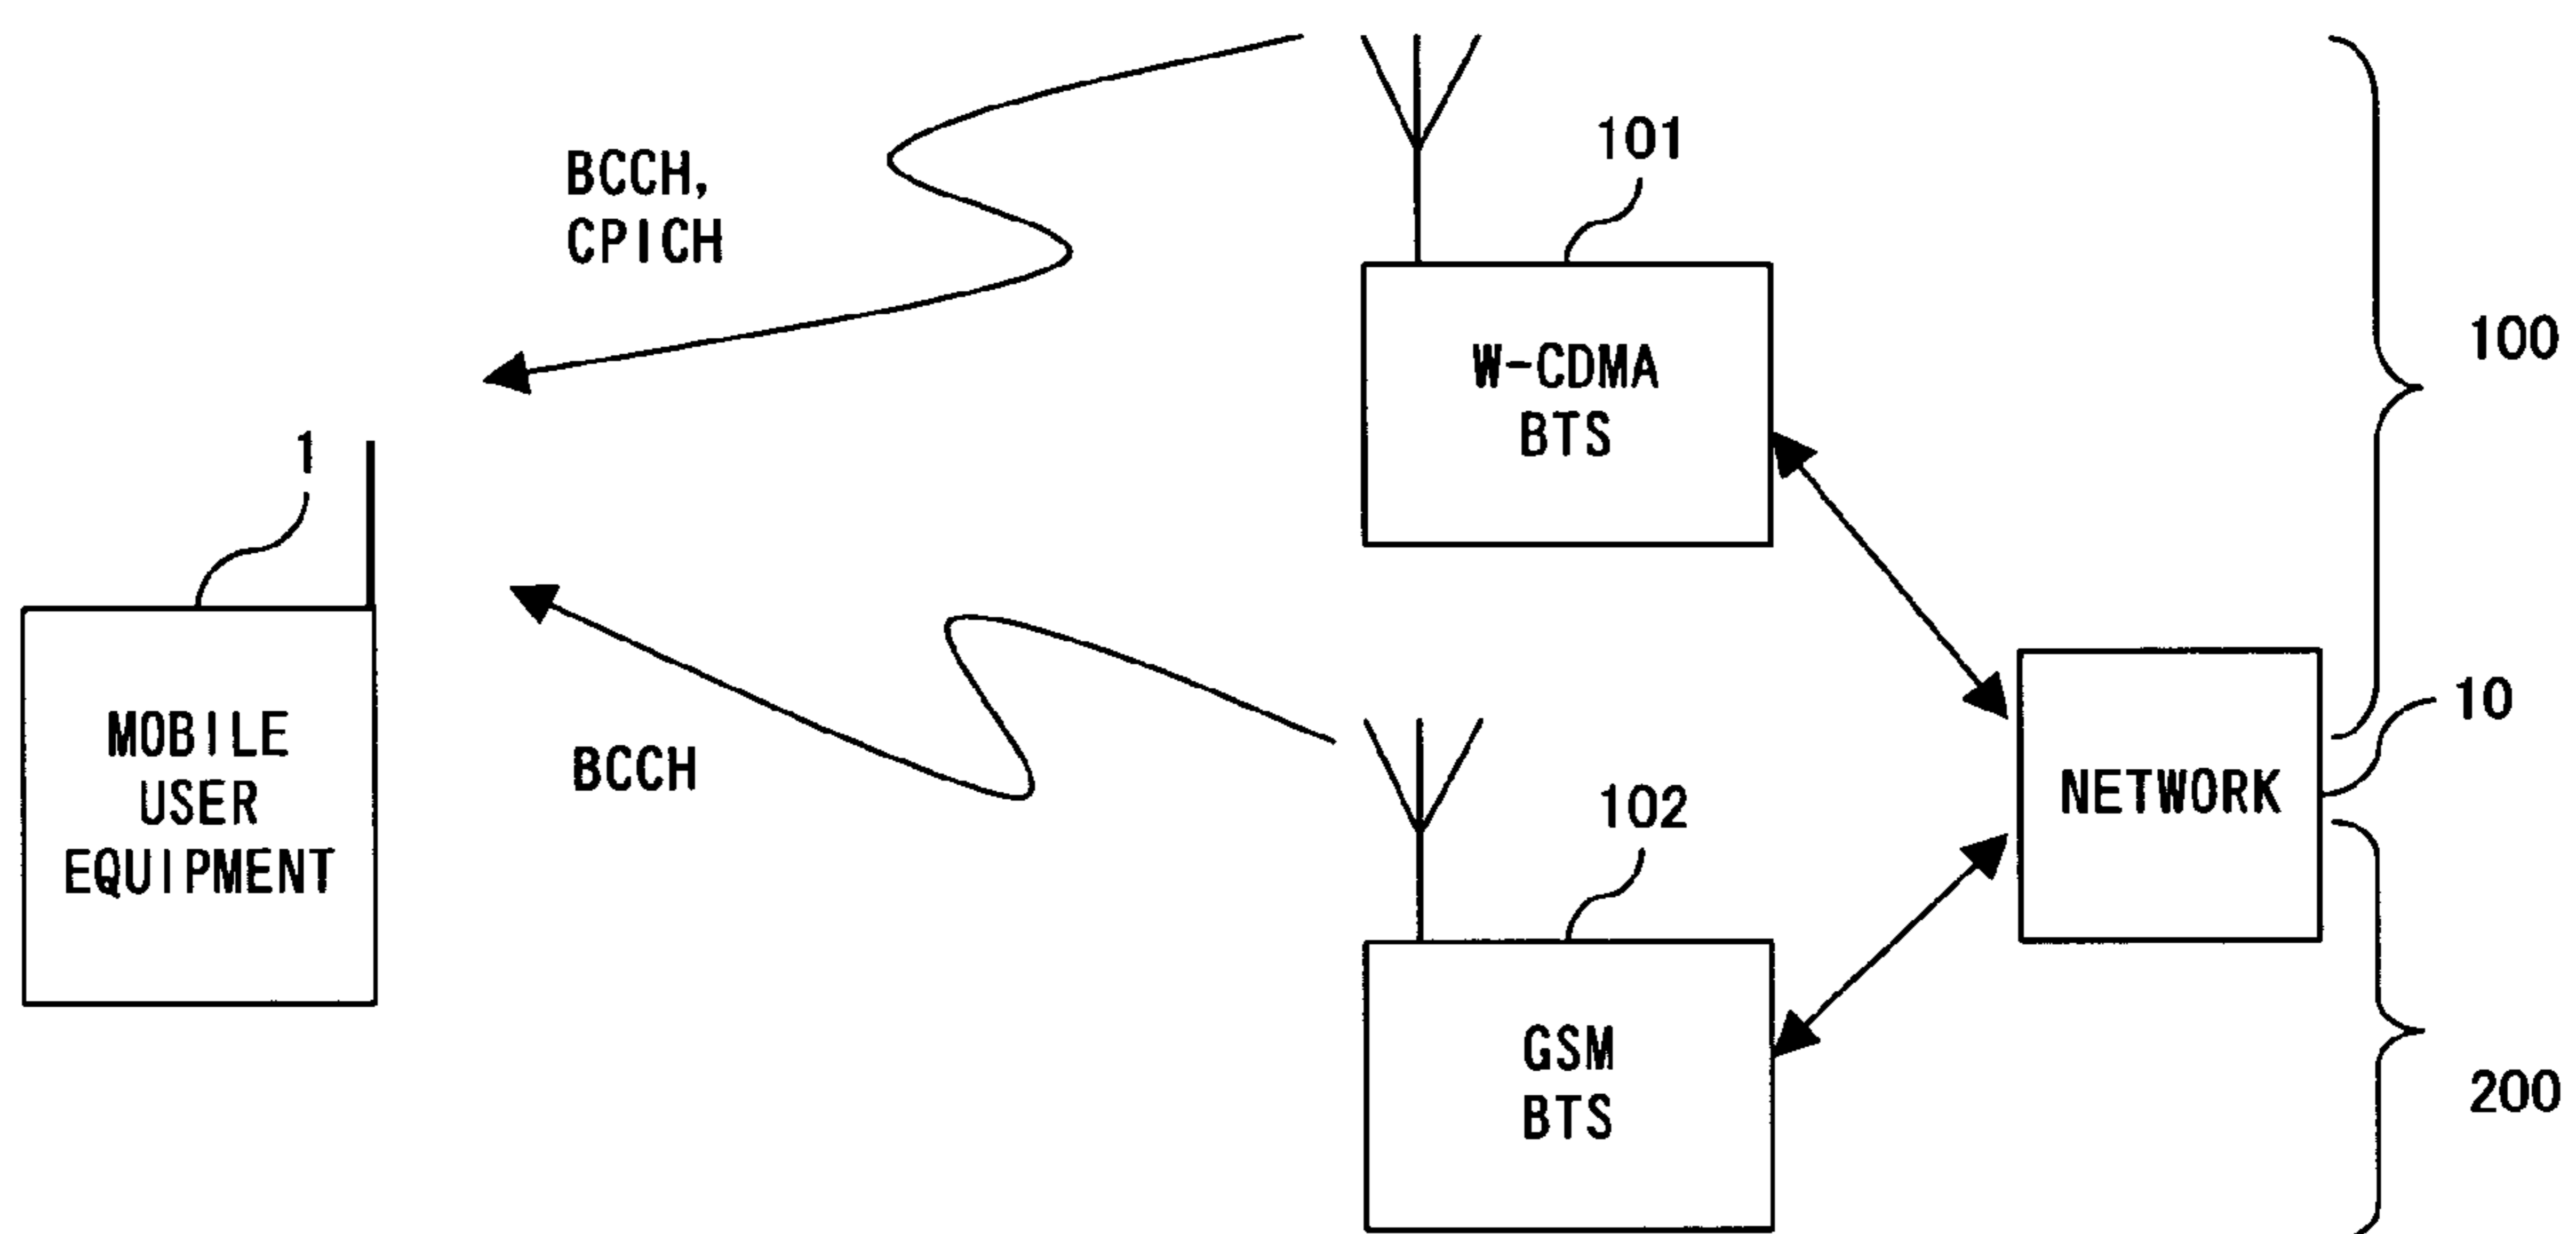 101
BCCH,
CPICH
100
W-CDMA
BTS
1
10
MOBILE
USER
EQUIPMENT
BCCH
NETWORK
102
GSM
BTS
200